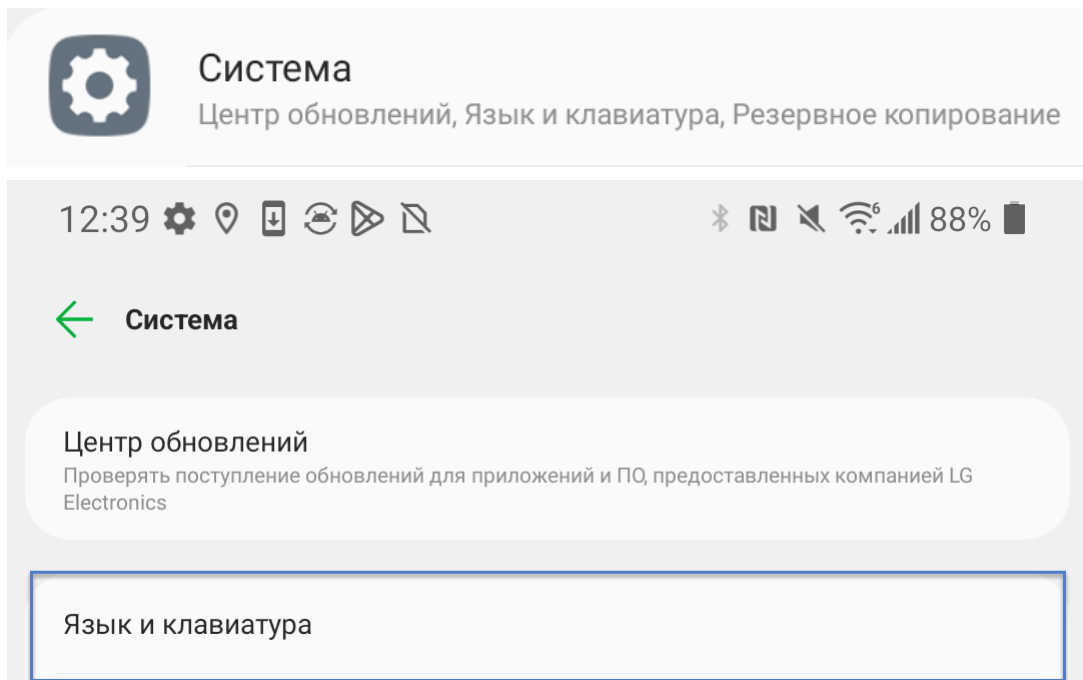 Система
Центр обновлений, Язык и клавиатура, Резервное копирование
12:39 6 88%
Система
Центр обновлений
Проверять поступление обновлений для приложений и ПО, предоставленных компанией LG
Electronics
Язык и клавиатура